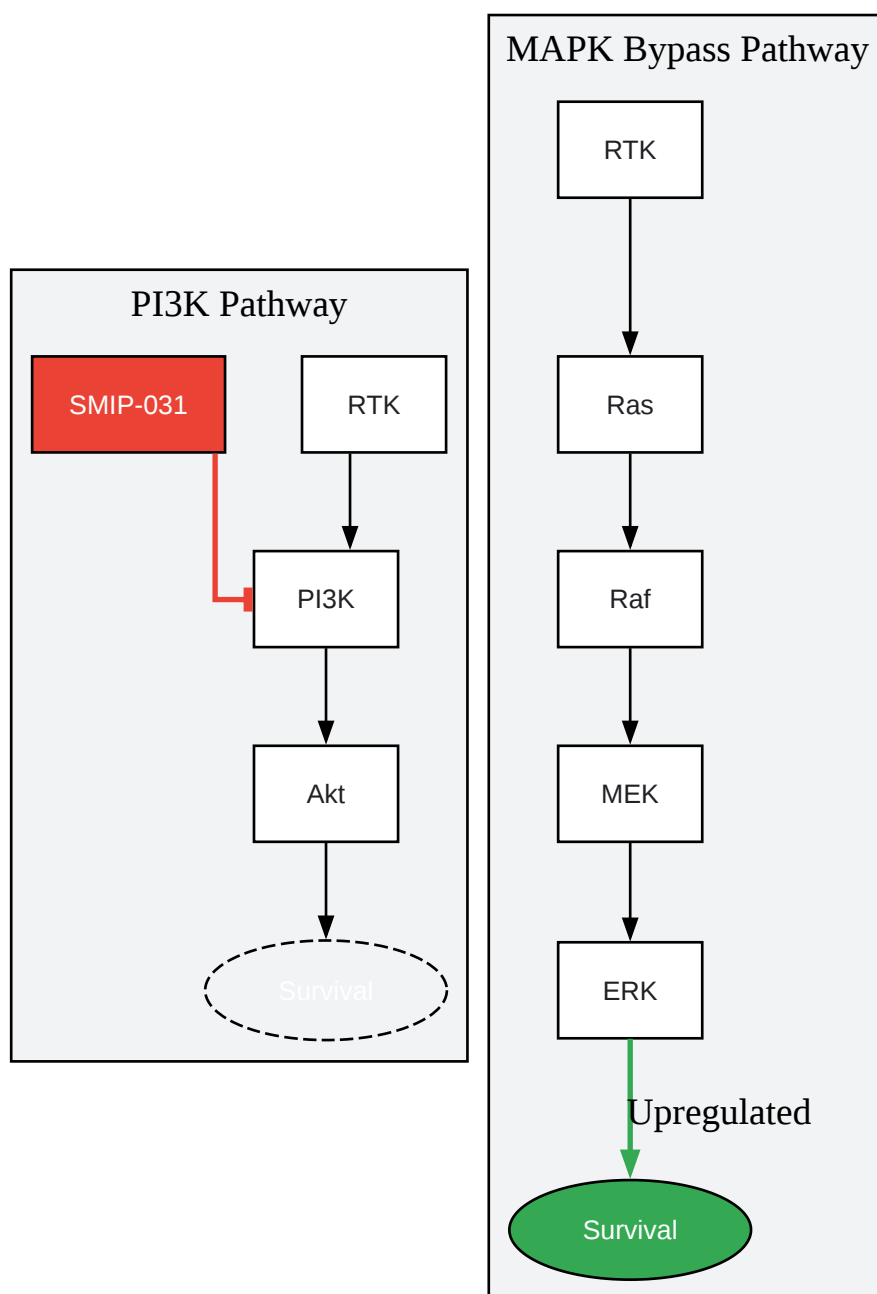 PI3K Pathway
SMIP-031
RTK
PI3K
Akt
Survival
MAPK Bypass Pathway
RTK
Ras
Raf
MEK
ERK
Upregulated
Survival